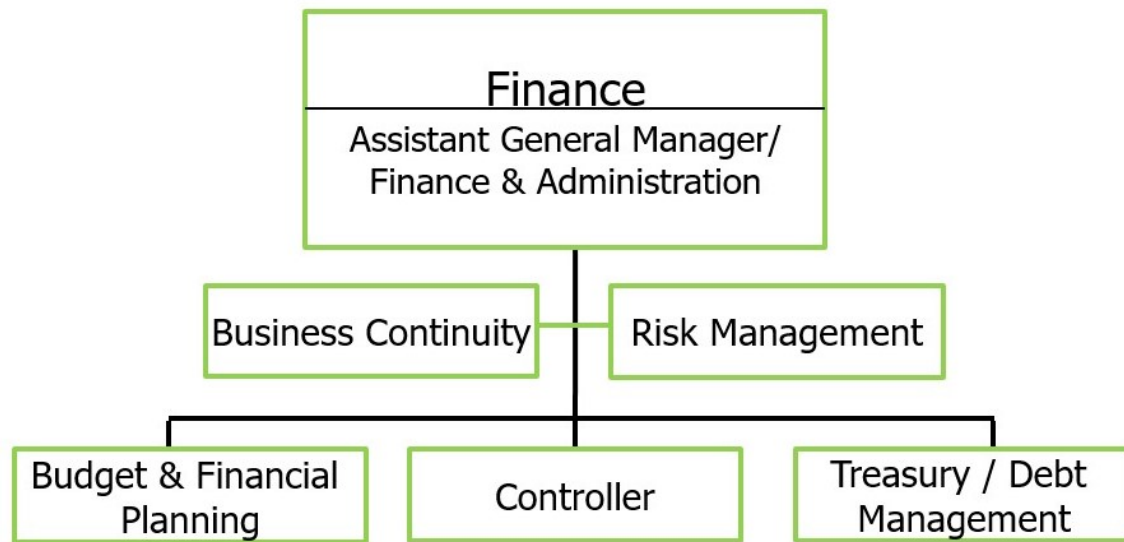 Finance
Assistant General Manager/
Finance & Administration
Business Continuity
Risk Management
Budget & Financial
Planning
Controller
Treasury / Debt
Management